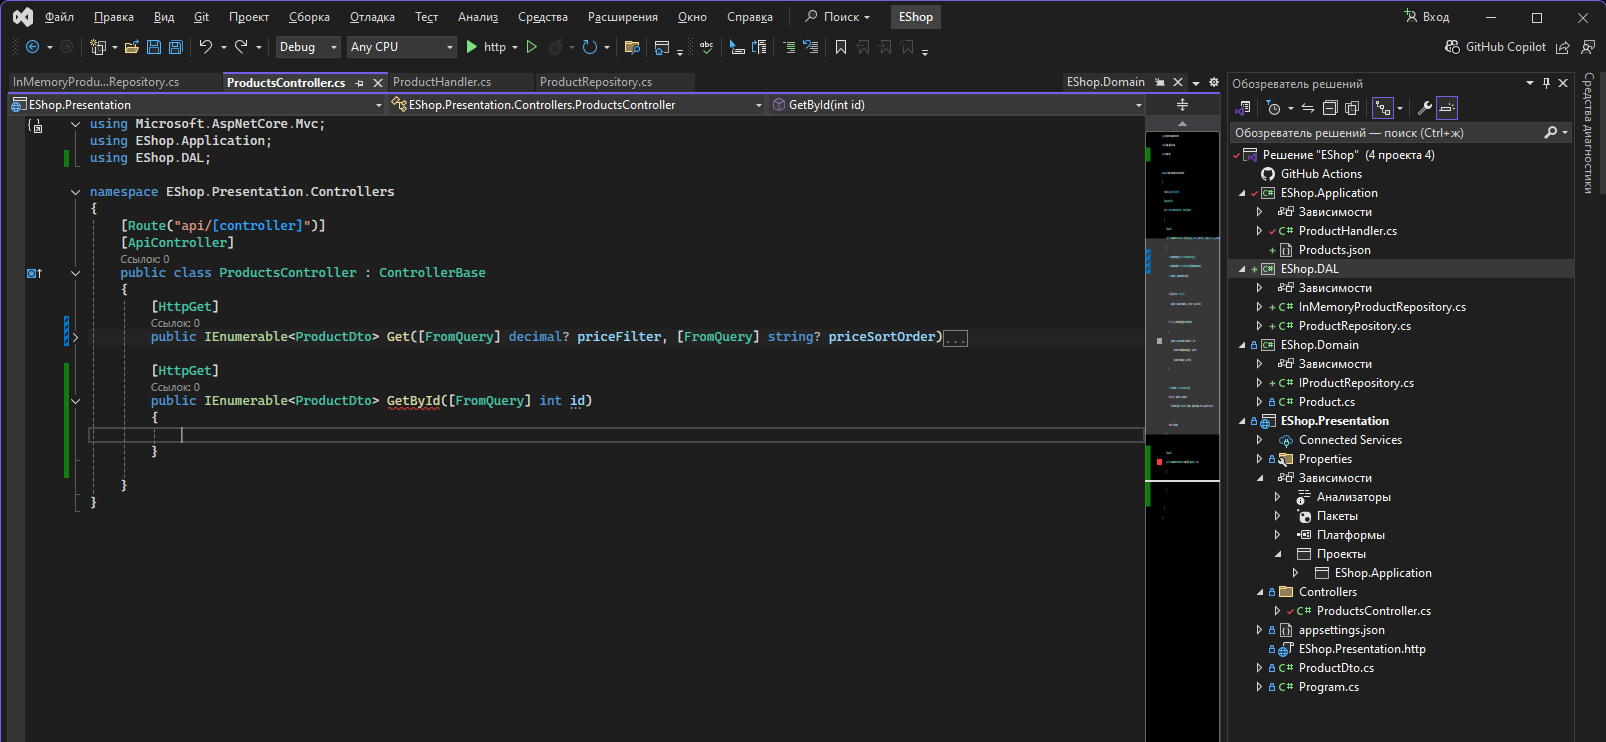 Файл Правка Вид Git Проект Сборка Отладка Тест Анализ Средства Расширения Окно Справка Поиск EShop Вход
Debug Any CPU http GitHub Copilot
InMemoryProdu...Repository.cs ProductsController.cs ProductHandler.cs ProductRepository.cs EShop.Domain
EShop.Presentation EShop.Presentation.Controllers.ProductsController GetById(int id)
using Microsoft.AspNetCore.Mvc;
using EShop.Application;
using EShop.DAL;
namespace EShop.Presentation.Controllers
{
[Route("api/[controller]")]
[ApiController]
Ссылок: 0
public class ProductsController : ControllerBase
{
[HttpGet]
Ссылок: 0
public IEnumerable<ProductDto> Get([FromQuery] decimal? priceFilter, [FromQuery] string? priceSortOrder)...
[HttpGet]
Ссылок: 0
public IEnumerable<ProductDto> GetById([FromQuery] int id)
{
}
}
}
Обозреватель решений
Обозреватель решений — поиск (Ctrl+ж)
Решение "EShop" (4 проекта 4)
GitHub Actions
EShop.Application
Зависимости
C# ProductHandler.cs
Products.json
EShop.DAL
Зависимости
C# InMemoryProductRepository.cs
C# ProductRepository.cs
EShop.Domain
Зависимости
C# IProductRepository.cs
C# Product.cs
EShop.Presentation
Connected Services
Properties
Зависимости
Анализаторы
Пакеты
Платформы
Проекты
EShop.Application
Controllers
C# ProductsController.cs
appsettings.json
EShop.Presentation.http
C# ProductDto.cs
C# Program.cs
Средства диагностики